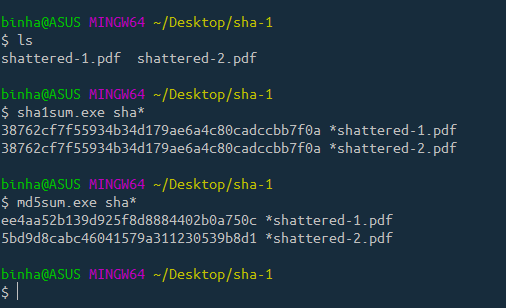 binha@ASUS MINGW64 ~/Desktop/sha-1
$ ls
shattered-1.pdf  shattered-2.pdf
binha@ASUS MINGW64 ~/Desktop/sha-1
$ sha1sum.exe sha*
38762cf7f55934b34d179ae6a4c80cadccbb7f0a *shattered-1.pdf
38762cf7f55934b34d179ae6a4c80cadccbb7f0a *shattered-2.pdf
binha@ASUS MINGW64 ~/Desktop/sha-1
$ md5sum.exe sha*
ee4aa52b139d925f8d8884402b0a750c *shattered-1.pdf
5bd9d8cabc46041579a311230539b8d1 *shattered-2.pdf
binha@ASUS MINGW64 ~/Desktop/sha-1
$